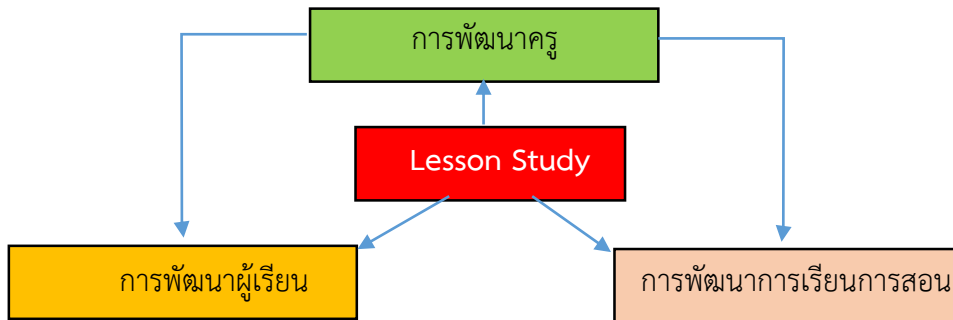 การพัฒนาครู
Lesson Study
การพัฒนาผู้เรียน
การพัฒนาการเรียนการสอน